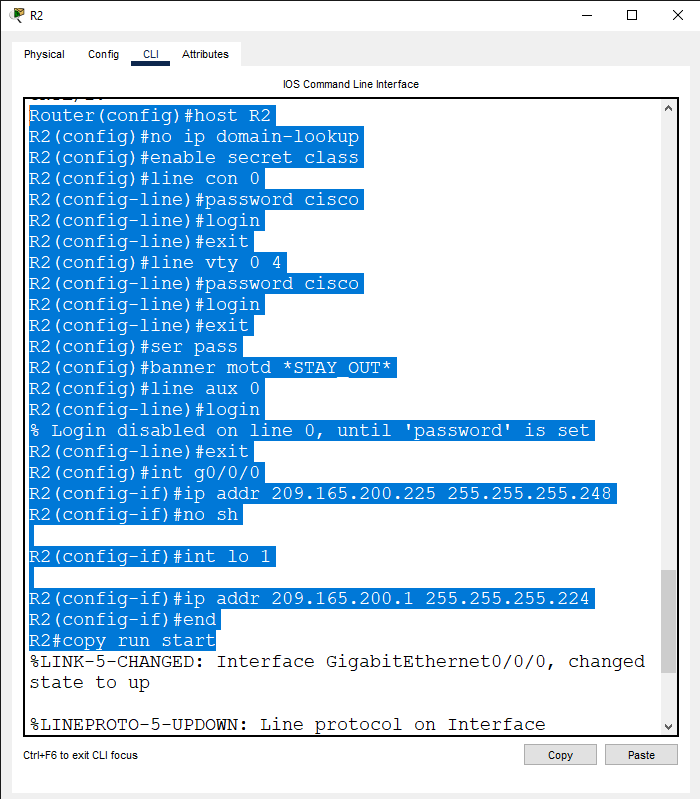 R2
Physical Config CLI Attributes
IOS Command Line Interface
Router(config)#host R2
R2(config)#no ip domain-lookup
R2(config)#enable secret class
R2(config)#line con 0
R2(config-line)#password cisco
R2(config-line)#login
R2(config-line)#exit
R2(config)#line vty 0 4
R2(config-line)#password cisco
R2(config-line)#login
R2(config-line)#exit
R2(config)#ser pass
R2(config)#banner motd *STAY_OUT*
R2(config)#line aux 0
R2(config-line)#login
% Login disabled on line 0, until 'password' is set
R2(config-line)#exit
R2(config)#int g0/0/0
R2(config-if)#ip addr 209.165.200.225 255.255.255.248
R2(config-if)#no sh
R2(config-if)#int lo 1
R2(config-if)#ip addr 209.165.200.1 255.255.255.224
R2(config-if)#end
R2#copy run start
%LINK-5-CHANGED: Interface GigabitEthernet0/0/0, changed
state to up
%LINEPROTO-5-UPDOWN: Line protocol on Interface
Ctrl+F6 to exit CLI focus
Copy Paste